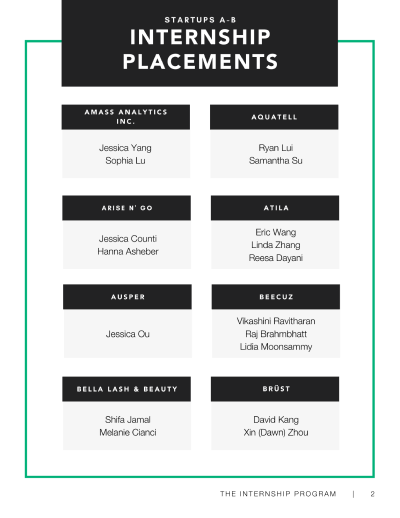 STARTUPS A-B
INTERNSHIP
PLACEMENTS
AMASS ANALYTICS
INC.
Jessica Yang
Sophia Lu
AQUATELL
Ryan Lui
Samantha Su
ARISE N' GO
Jessica Counti
Hanna Asheber
ATILA
Eric Wang
Linda Zhang
Reesa Dayani
AUSPER
Jessica Ou
BEECUZ
Vikashini Ravitharan
Raj Brahmbhatt
Lidia Moonsammy
BELLA LASH & BEAUTY
Shifa Jamal
Melanie Cianci
BRÜST
David Kang
Xin (Dawn) Zhou
THE INTERNSHIP PROGRAM | 2